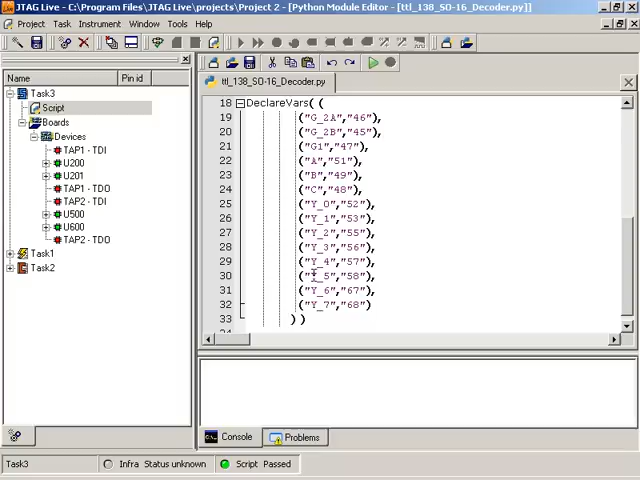 JTAG Live - C:\Program Files\JTAG Live\projects\Project 2 - [Python Module Editor - [ttl_138_SO-16_Decoder.py]]
Project Task Instrument Window Tools Help
ttl_138_SO-16_Decoder.py
Name Pin id
Task3
Script
Boards
Devices
TAP1 - TDI
U200
U201
TAP1 - TDO
TAP2 - TDI
U500
U600
TAP2 - TDO
Task1
Task2
18 DeclareVars( (
19 ("G_2A","46"),
20 ("G_2B","45"),
21 ("G1","47"),
22 ("A","51"),
23 ("B","49"),
24 ("C","48"),
25 ("Y_0","52"),
26 ("Y_1","53"),
27 ("Y_2","55"),
28 ("Y_3","56"),
29 ("Y_4","57"),
30 ("Y_5","58"),
31 ("Y_6","67"),
32 ("Y_7","68")
33 ) )
Console Problems
Task3 Infra Status unknown Script Passed